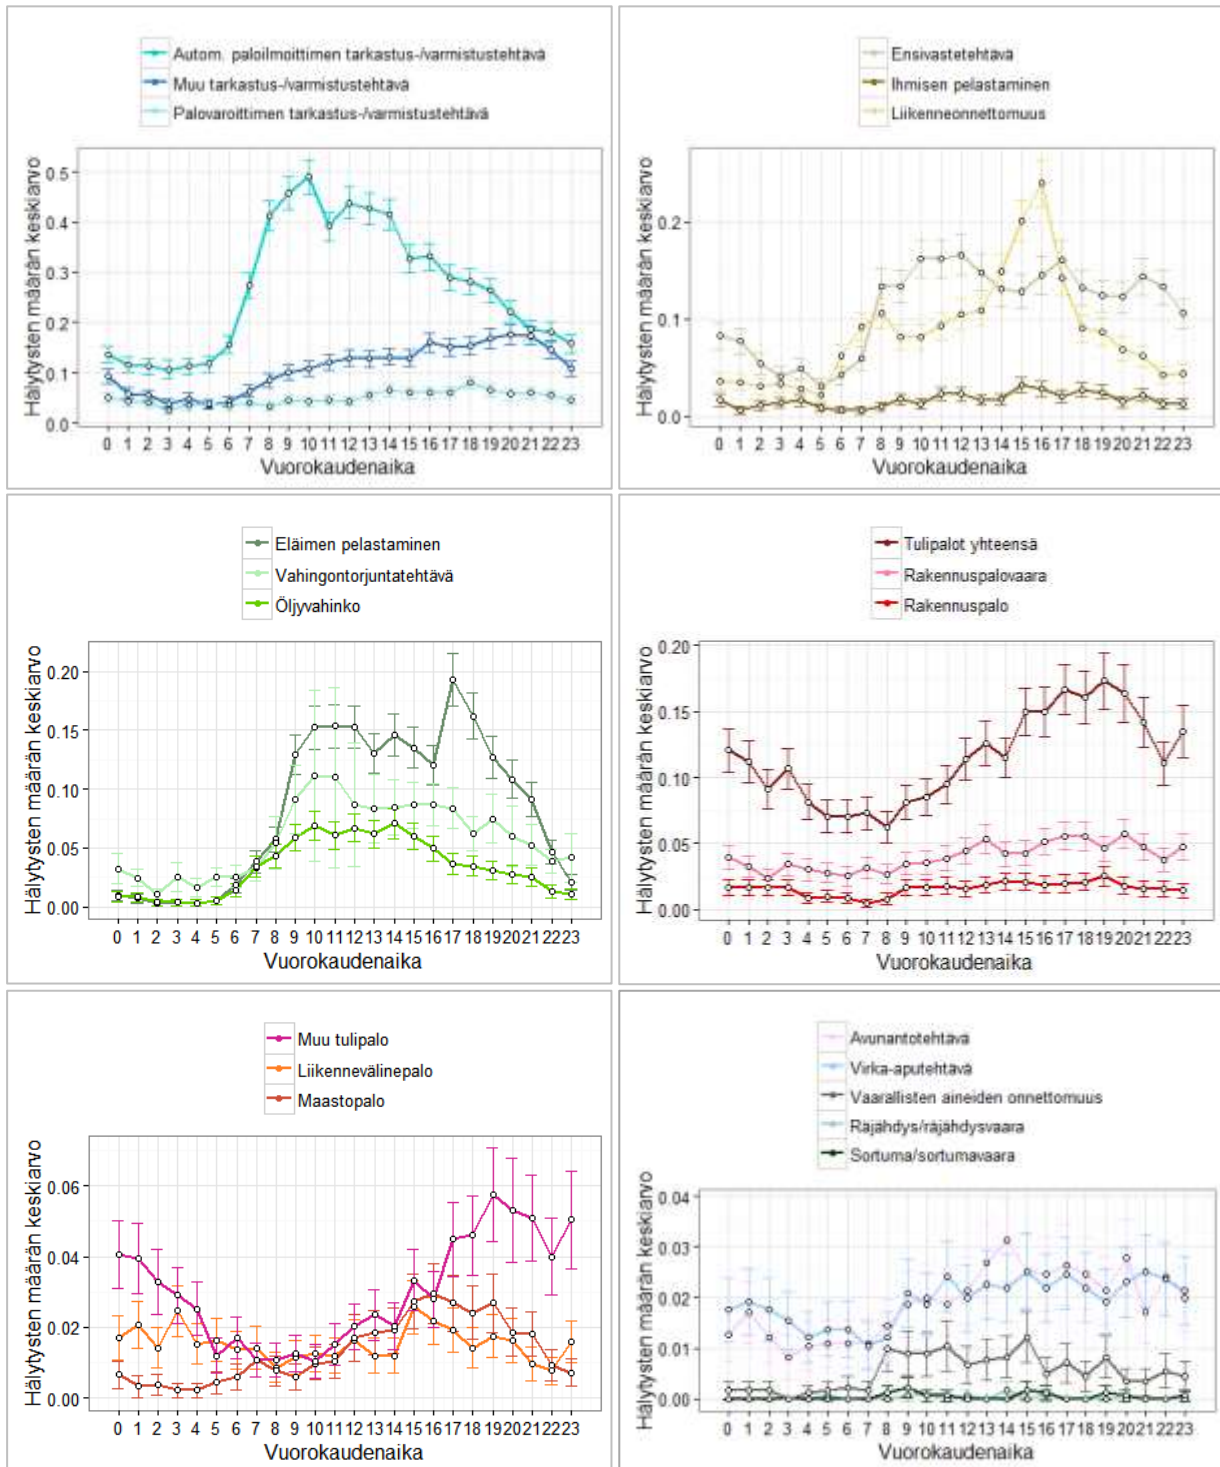 Autom. paloilmoittimen tarkastus-/varmistustehtävä
Muu tarkastus-/varmistustehtävä
Palovaroittimen tarkastus-/varmistustehtävä
Hälytysten määrän keskiarvo
0.5
0.4
0.3
0.2
0.1
0.0
0 1 2 3 4 5 6 7 8 9 10 11 12 13 14 15 16 17 18 19 20 21 22 23
Vuorokaudenaika
Ensivastetehtävä
Ihmisen pelastaminen
Liikenneonnettomuus
Hälytysten määrän keskiarvo
0.2
0.1
0.0
0 1 2 3 4 5 6 7 8 9 10 11 12 13 14 15 16 17 18 19 20 21 22 23
Vuorokaudenaika
Eläimen pelastaminen
Vahingontorjuntatehtävä
Öljyvahinko
Hälytysten määrän keskiarvo
0.20
0.15
0.10
0.05
0.00
0 1 2 3 4 5 6 7 8 9 10 11 12 13 14 15 16 17 18 19 20 21 22 23
Vuorokaudenaika
Tulipalot yhteensä
Rakennuspalovaara
Rakennuspalo
Hälytysten määrän keskiarvo
0.20
0.15
0.10
0.05
0.00
0 1 2 3 4 5 6 7 8 9 10 11 12 13 14 15 16 17 18 19 20 21 22 23
Vuorokaudenaika
Muu tulipalo
Liikennevälinepalo
Maastopalo
Hälytysten määrän keskiarvo
0.06
0.04
0.02
0.00
0 1 2 3 4 5 6 7 8 9 10 11 12 13 14 15 16 17 18 19 20 21 22 23
Vuorokaudenaika
Avunantotehtävä
Virka-aputehtävä
Vaarallisten aineiden onnettomuus
Räjähdys/räjähdysvaara
Sortuma/sortumavaara
Hälytysten määrän keskiarvo
0.04
0.03
0.02
0.01
0.00
0 1 2 3 4 5 6 7 8 9 10 11 12 13 14 15 16 17 18 19 20 21 22 23
Vuorokaudenaika